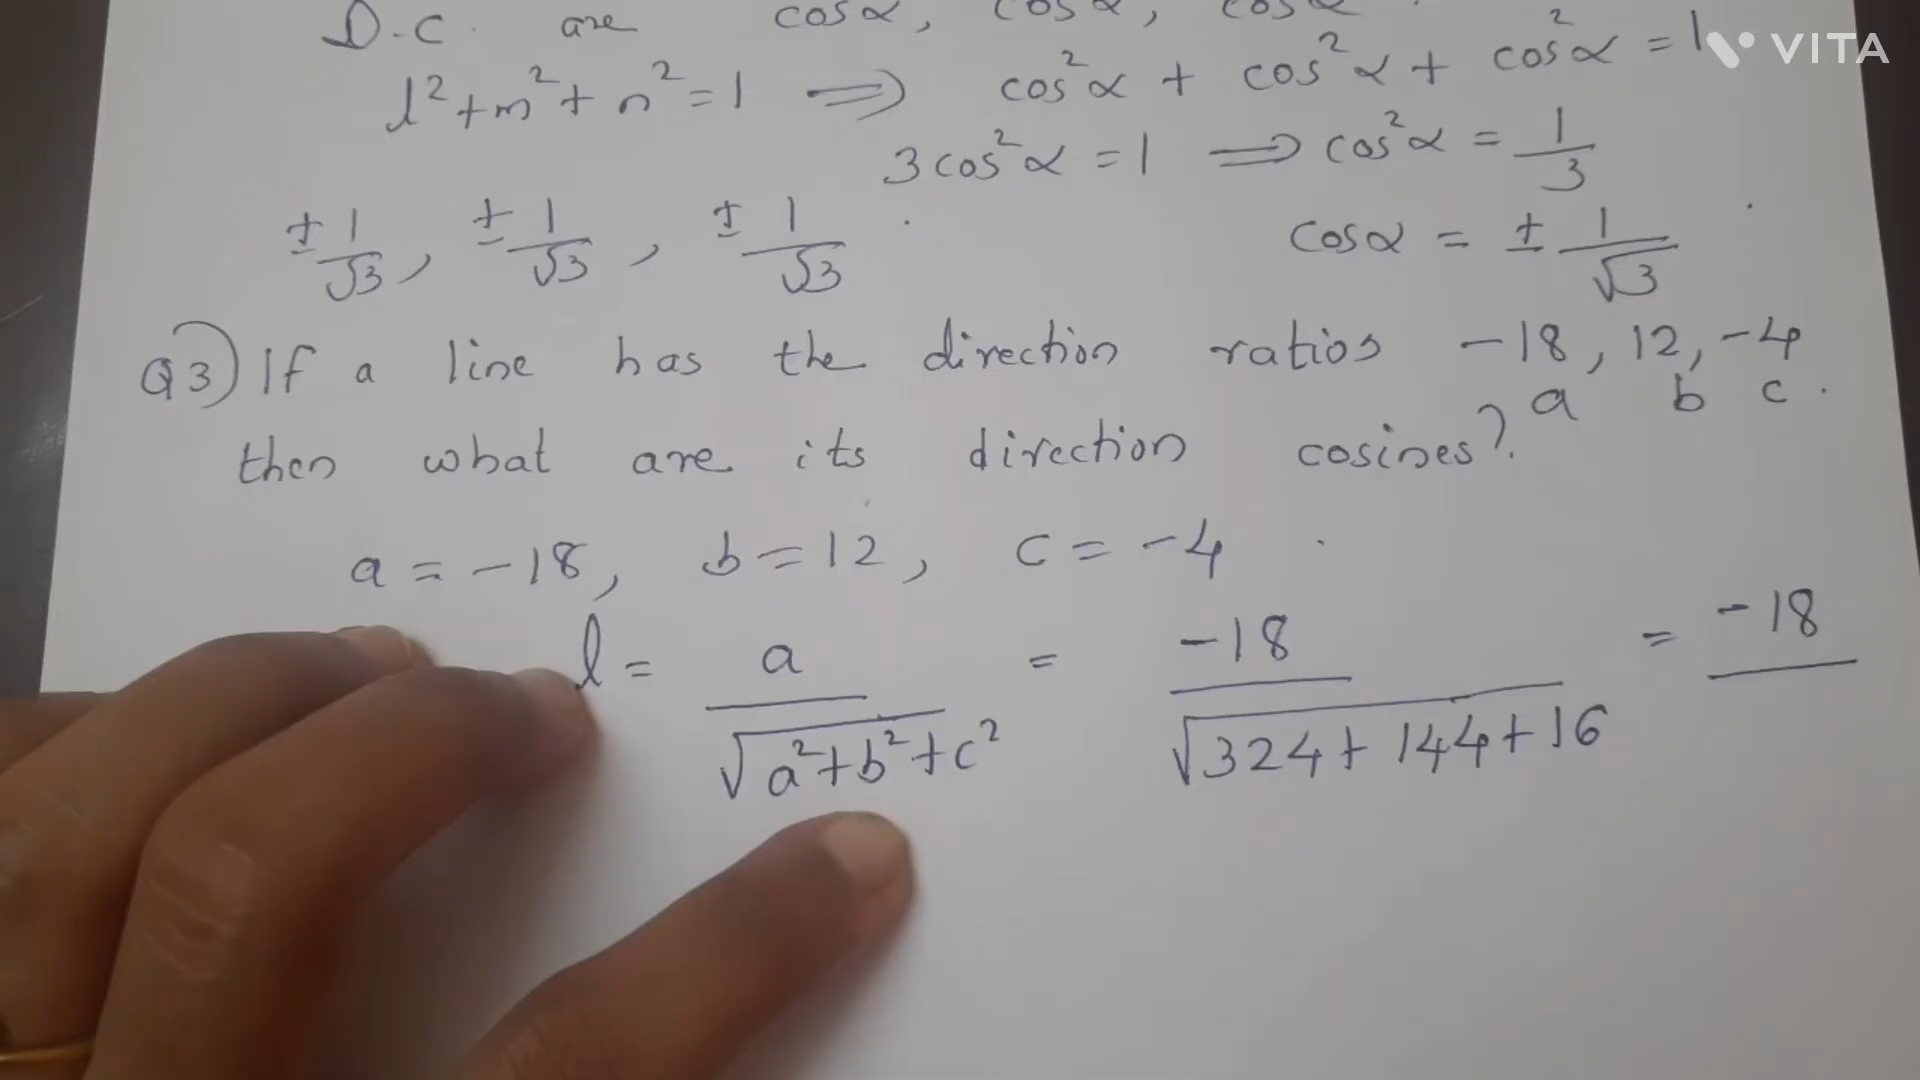 D.C. are cosα, cosα, cosα
l²+m²+n²=1 ⟹ cos²α + cos²α + cos²α = 1
VITA
3cos²α = 1 ⟹ cos²α = 1/3
±1/√3, ±1/√3, ±1/√3. cosα = ±1/√3
Q3) If a line has the direction ratios -18, 12, -4
a b c.
then what are its direction cosines?
a = -18, b = 12, c = -4
l = a/√a²+b²+c² = -18/√324+144+16 = -18